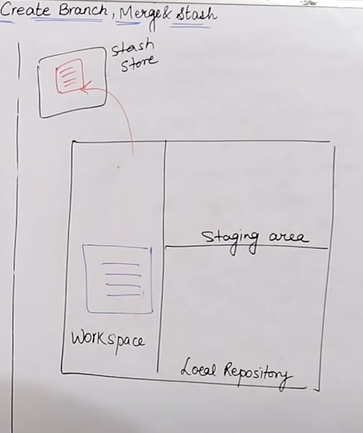 Create Branch, Merge & Stash
Stash
Store
Staging area
Workspace
Local Repository